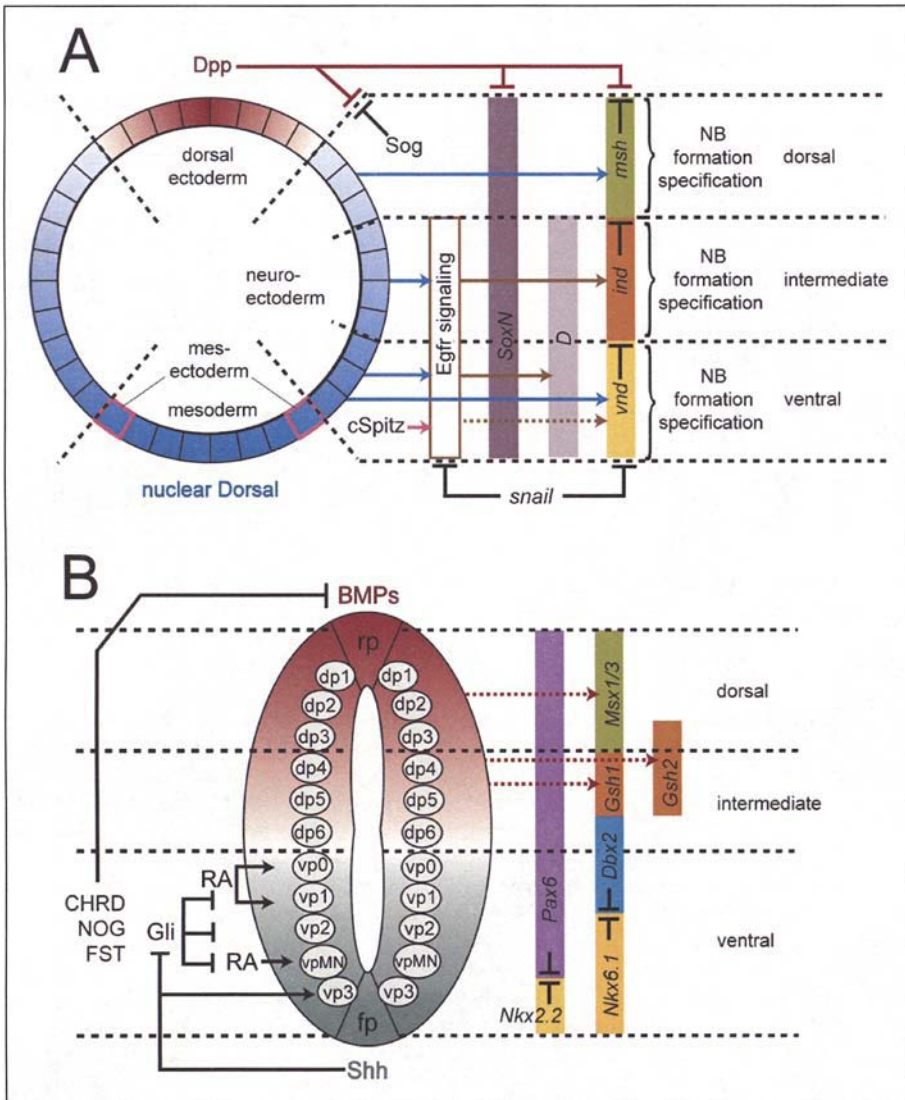 A
Dpp
Sog
dorsal
ectoderm
neuro-
ectoderm
mes-
ectoderm
mesoderm
nuclear Dorsal
cSpitz
Egfr signaling
SoxN
D
msh
ind
vnd
snail
NB
formation
specification
dorsal
NB
formation
specification
intermediate
NB
formation
specification
ventral
B
BMPs
rp
dp1
dp1
dp2
dp2
dp3
dp3
dp4
dp4
dp5
dp5
dp6
dp6
vp0
vp0
vp1
vp1
vp2
vp2
vpMN
vpMN
vp3
vp3
fp
CHRD
NOG
FST
Gli
RA
RA
Shh
Pax6
Nkx2.2
Msx1/3
Gsh1
Gsh2
Dbx2
Nkx6.1
dorsal
intermediate
ventral